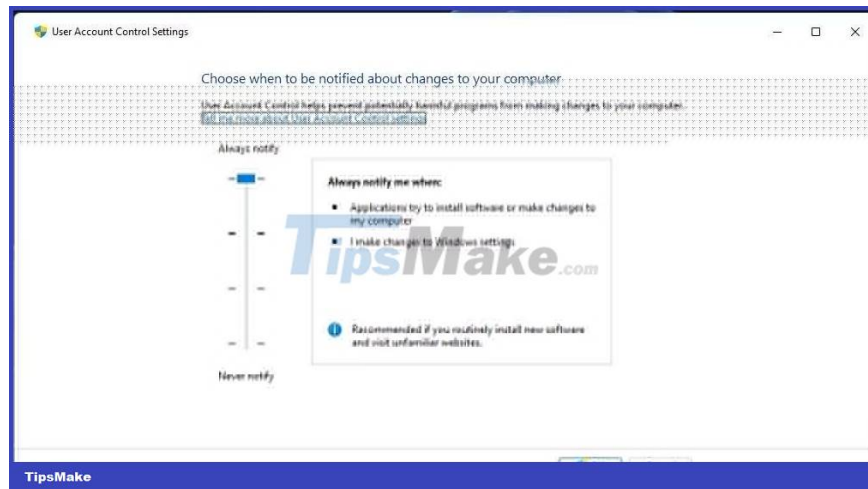 User Account Control Settings
Choose when to be notified about changes to your computer
User Account Control helps prevent potentially harmful programs from making changes to your computer.
Tell me more about User Account Control settings
Always notify
Always notify me when:
Applications try to install software or make changes to
my computer
I make changes to Windows settings
TipsMake.com
Recommended if you routinely install new software
and visit unfamiliar websites.
Never notify
TipsMake